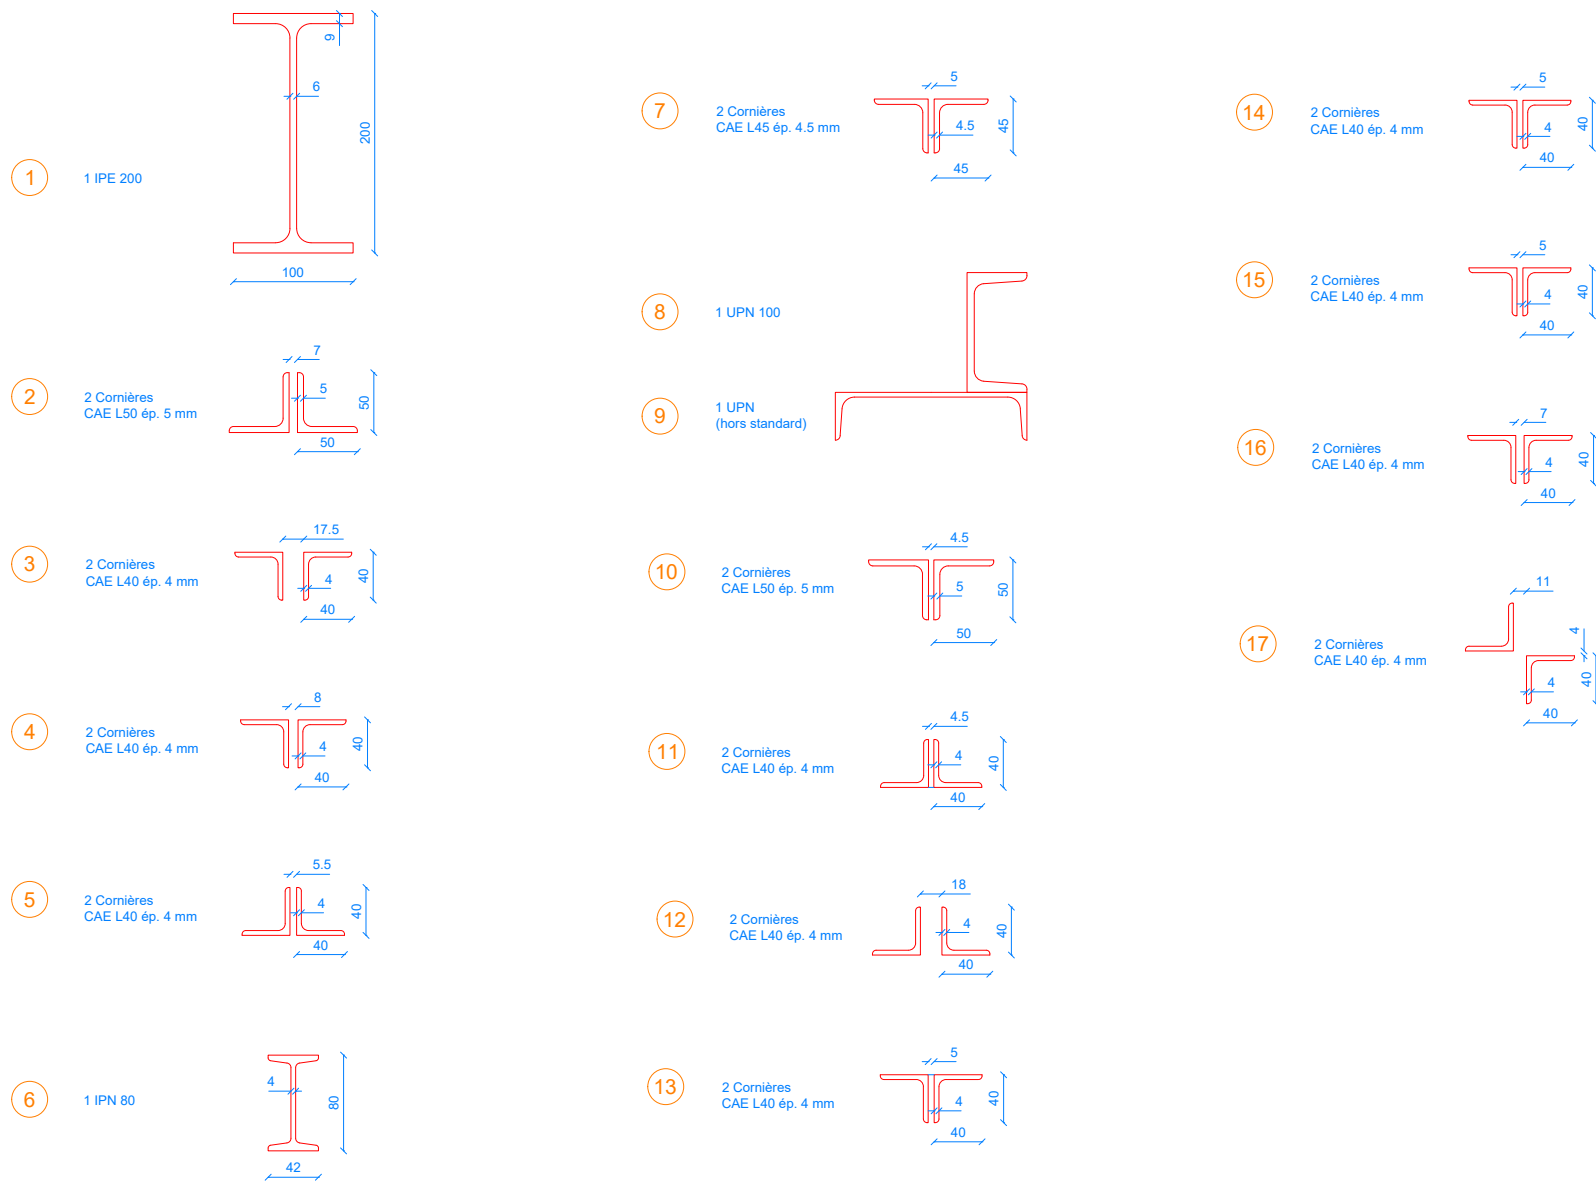 9
6
200
1
1 IPE 200
100
7
2
2 Cornières
CAE L50 ép. 5 mm
5
50
50
17.5
3
2 Cornières
CAE L40 ép. 4 mm
4
40
40
8
4
2 Cornières
CAE L40 ép. 4 mm
4
40
40
5.5
5
2 Cornières
CAE L40 ép. 4 mm
4
40
40
6
1 IPN 80
4
80
42
5
7
2 Cornières
CAE L45 ép. 4.5 mm
4.5
45
45
8
1 UPN 100
9
1 UPN
(hors standard)
4.5
10
2 Cornières
CAE L50 ép. 5 mm
5
50
50
4.5
11
2 Cornières
CAE L40 ép. 4 mm
4
40
40
18
12
2 Cornières
CAE L40 ép. 4 mm
4
40
40
5
13
2 Cornières
CAE L40 ép. 4 mm
4
40
40
5
14
2 Cornières
CAE L40 ép. 4 mm
4
40
40
5
15
2 Cornières
CAE L40 ép. 4 mm
4
40
40
7
16
2 Cornières
CAE L40 ép. 4 mm
4
40
40
11
17
2 Cornières
CAE L40 ép. 4 mm
4
4
40
40